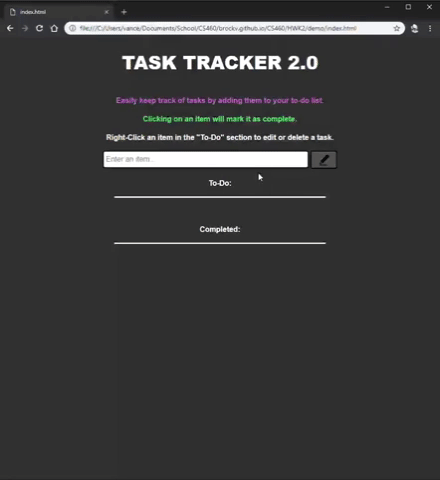 index.html
file:///C:/Users/vance/Documents/School/CS460/brockv.github.io/CS460/HWK2/demo/index.html
TASK TRACKER 2.0
Easily keep track of tasks by adding them to your to-do list.
Clicking on an item will mark it as complete.
Right-Click an item in the "To-Do" section to edit or delete a task.
Enter an item..
To-Do:
Completed: